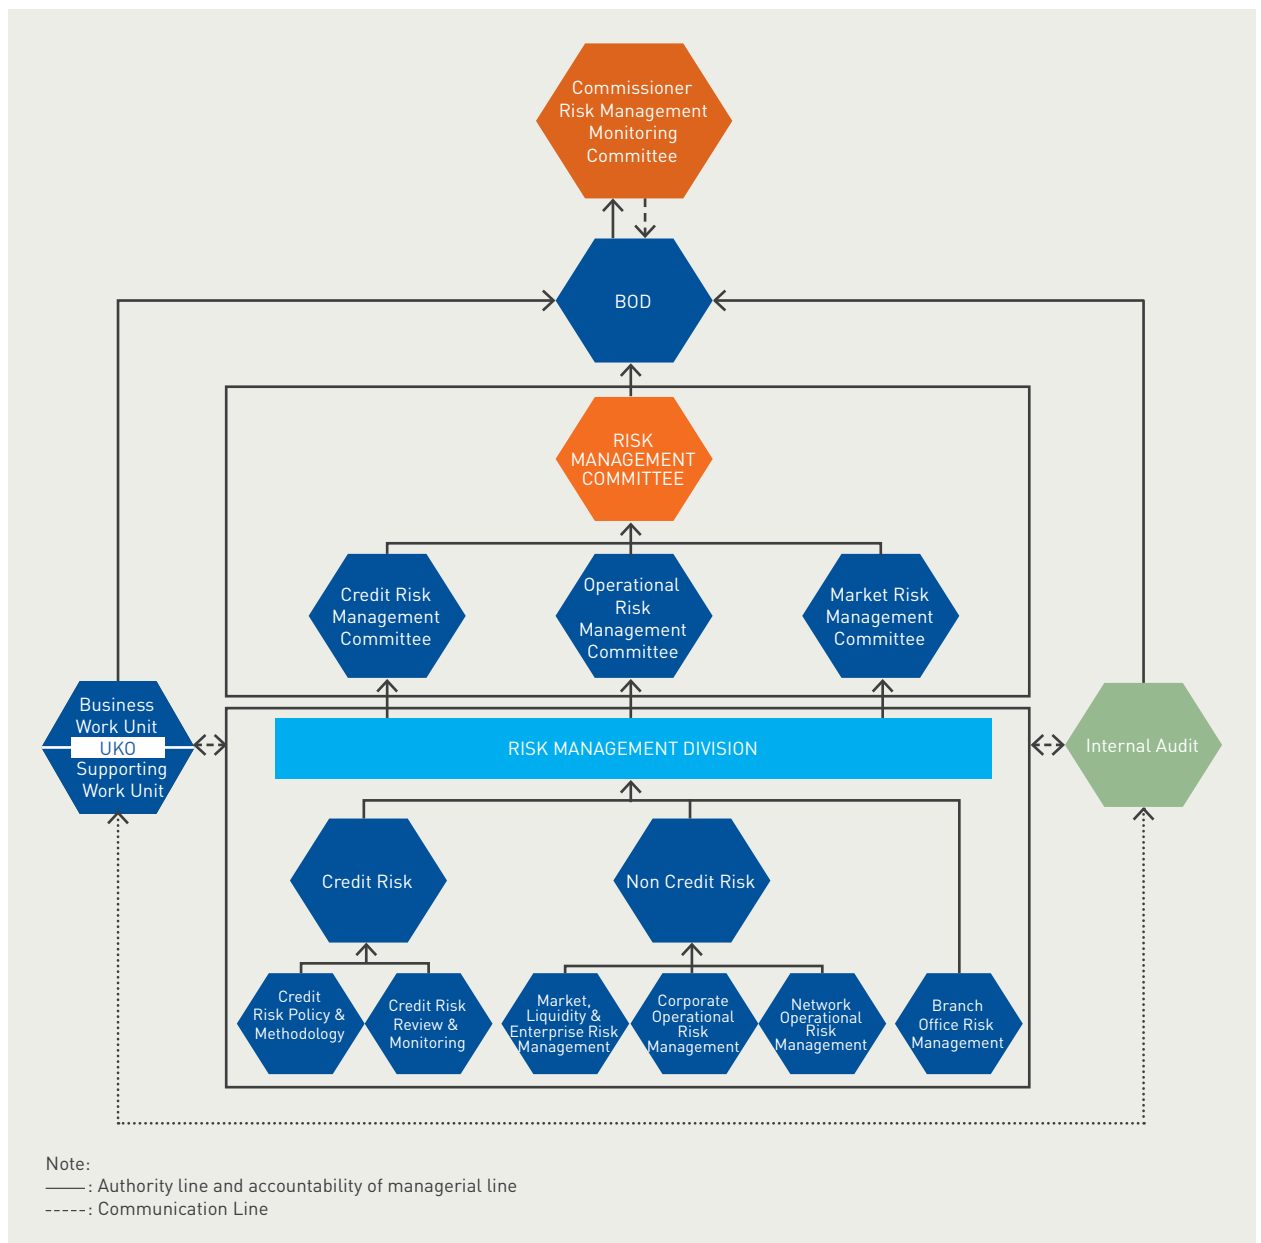 Commissioner
Risk Management
Monitoring
Committee
BOD
RISK
MANAGEMENT
COMMITTEE
Credit Risk
Management
Committee
Operational
Risk
Management
Committee
Market Risk
Management
Committee
Business
Work Unit
UKO
Supporting
Work Unit
RISK MANAGEMENT DIVISION
Internal Audit
Credit Risk
Non Credit Risk
Credit
Risk Policy &
Methodology
Credit Risk
Review &
Monitoring
Market,
Liquidity &
Enterprise Risk
Management
Corporate
Operational
Risk
Management
Network
Operational
Risk
Management
Branch
Office Risk
Management
Note:
: Authority line and accountability of managerial line
-----: Communication Line